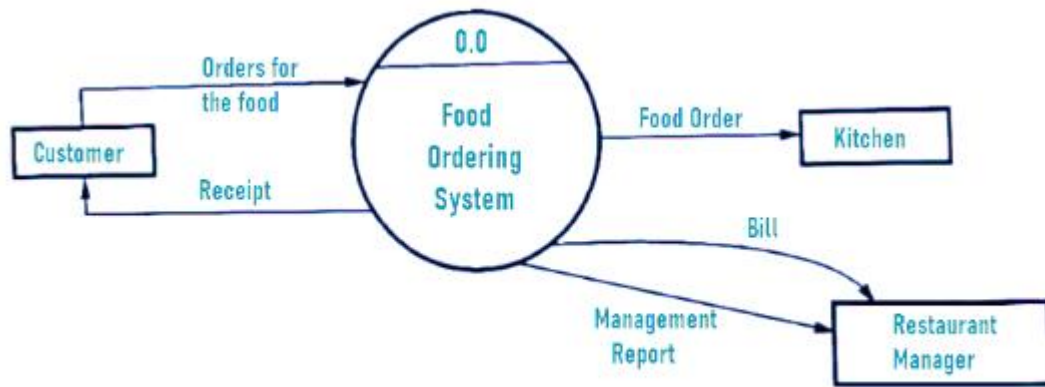 0.0
Orders for
the food
Food
Ordering
System
Food Order
Kitchen
Customer
Receipt
Bill
Management
Report
Restaurant
Manager